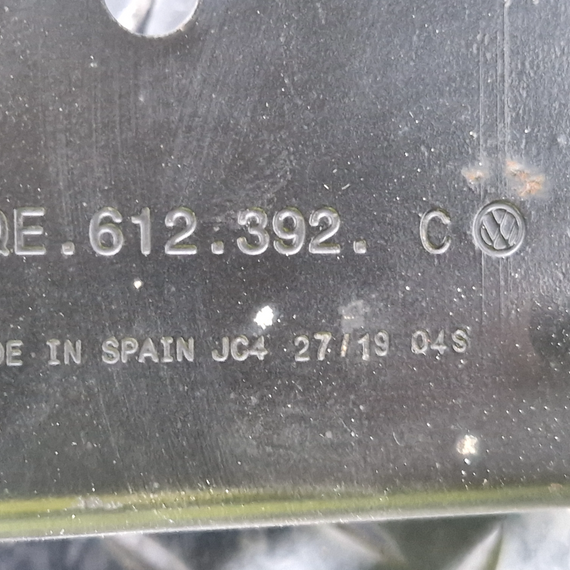 QE.612.392. C
DE IN SPAIN JC4 27/19 04S